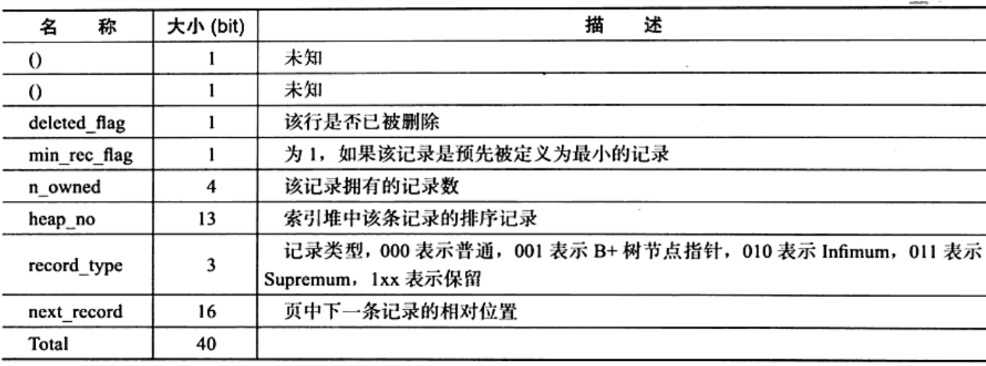 名 称 大小 (bit) 描 述
() 1 未知
() 1 未知
deleted_flag 1 该行是否已被删除
min_rec_flag 1 为 1，如果该记录是预先被定义为最小的记录
n_owned 4 该记录拥有的记录数
heap_no 13 索引堆中该条记录的排序记录
record_type 3 记录类型，000 表示普通，001 表示 B+ 树节点指针，010 表示 Infimum，011 表示
Supremum，1xx 表示保留
next_record 16 页中下一条记录的相对位置
Total 40